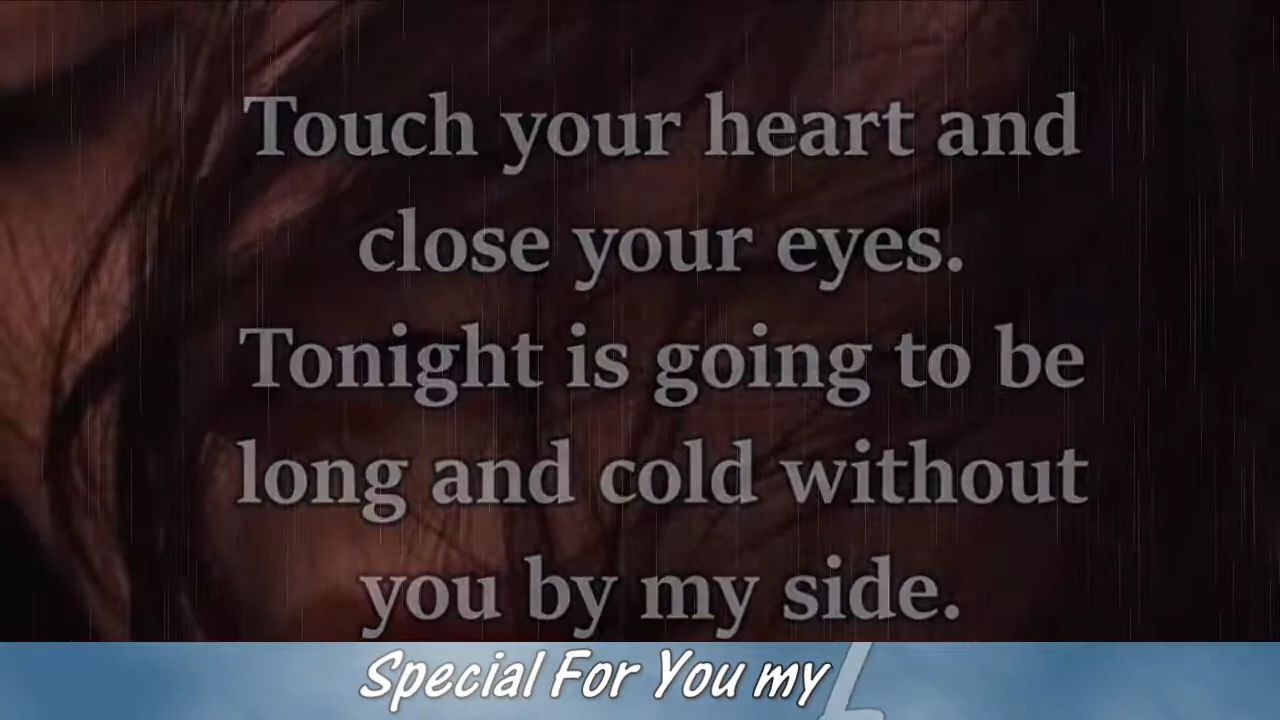 Touch your heart and
close your eyes.
Tonight is going to be
long and cold without
you by my side.
Special For You my